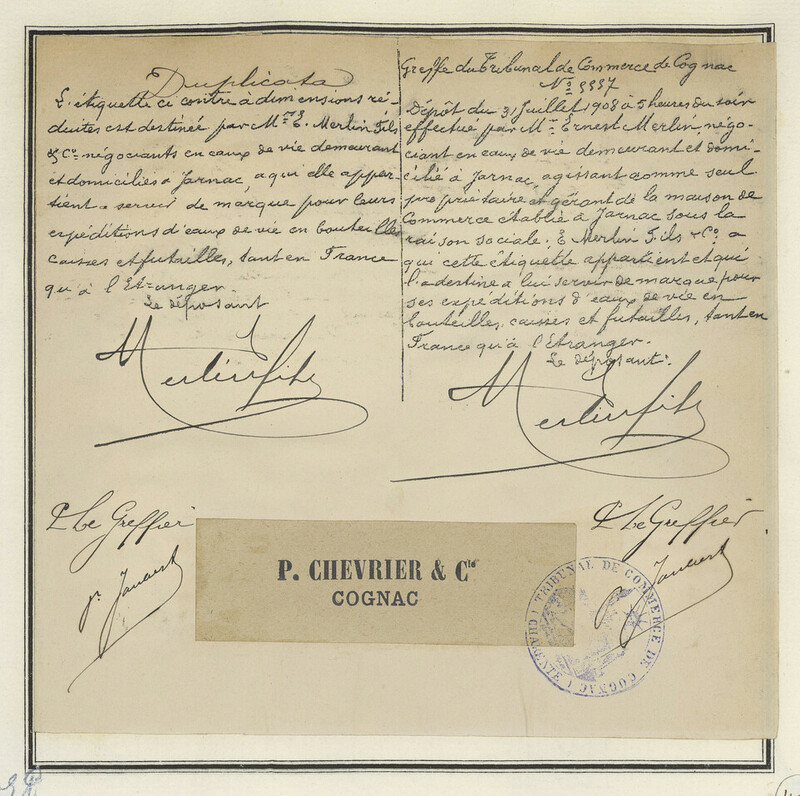 Duplicata
L'étiquette ci contre à dimensions ré-
duites est destinée par Mrs E. Merlin Fils
& Co négociants en eaux de vie demeurant
et domiciliés à Jarnac, a qui elle appar-
tient a servir de marque pour leurs
expéditions d'eaux de vie en bouteilles
caisses et futailles, tant en France
qu'à l'Etranger.
Le déposant
Merlin fils
Greffe du Tribunal de Commerce de Cognac
No 9997
Dépôt du 31 Juillet 1908 à 5 heures du soir
effectué par Mr Ernest Merlin, négo-
ciant en eaux de vie demeurant et domi-
cilié à Jarnac, agissant comme seul
propriétaire et gérant de la maison de
Commerce établie à Jarnac sous la
raison sociale: E Merlin Fils & Co a
qui cette étiquette appartient et qui
l'a destine a lui servir de marque pour
ses expéditions d'eaux de vie en
bouteilles, caisses et futailles, tant en
France qu'à l'étranger.
Le déposant:
Merlin fils
P Le Greffier
P Le Greffier
P. CHEVRIER & Cie
COGNAC
TRIBUNAL DE COMMERCE DE COGNAC (CHARENTE)